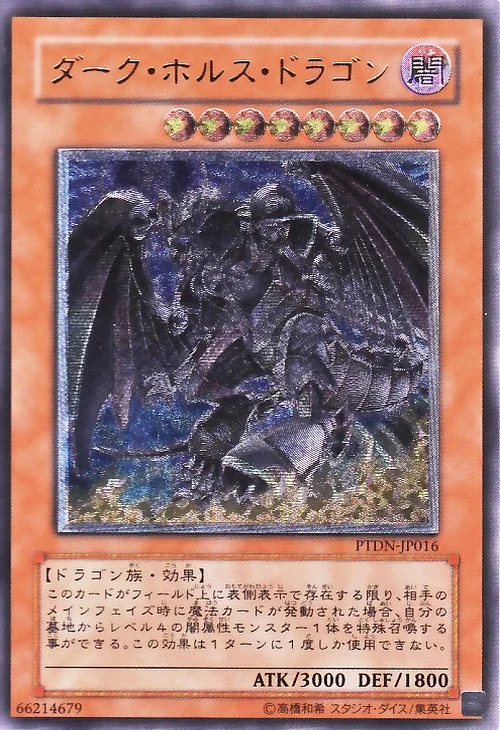 ダーク・ホルス・ドラゴン
闇
PTDN-JP016
【ドラゴン族・効果】
このカードがフィールド上に表側表示で存在する限り、相手の
メインフェイズ時に魔法カードが発動された場合、自分の
墓地からレベル4の闇属性モンスター1体を特殊召喚する
事ができる。この効果は1ターンに1度しか使用できない。
ATK/3000 DEF/1800
66214679
©高橋和希 スタジオ・ダイス/集英社